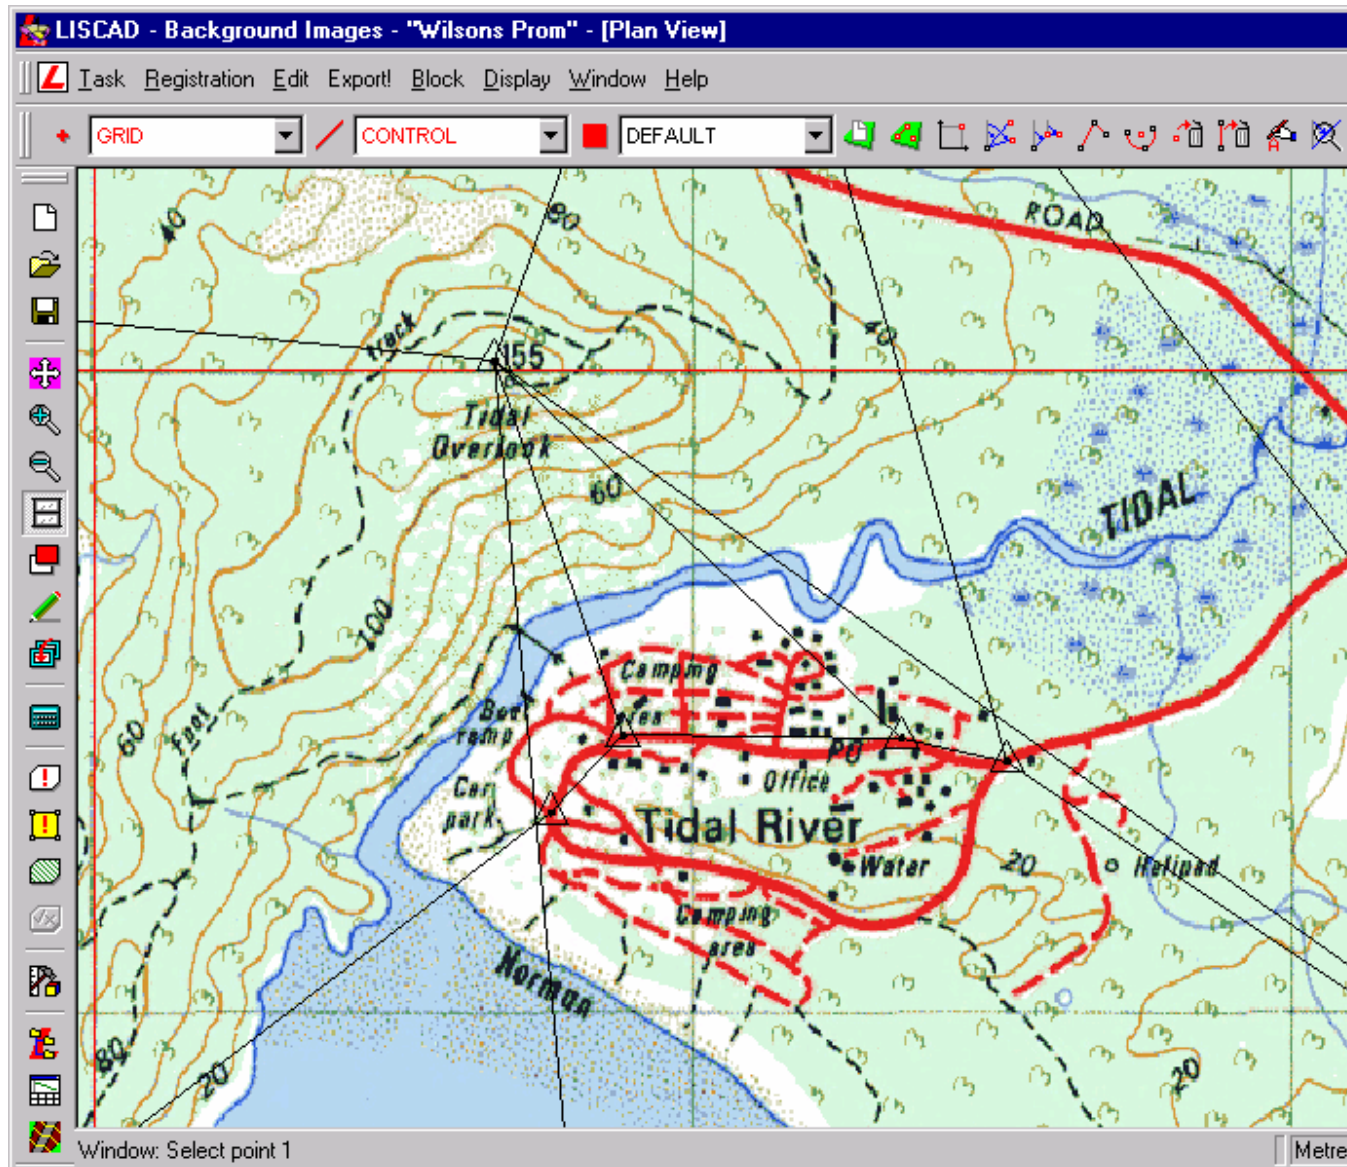 LISCAD - Background Images - "Wilsons Prom" - [Plan View]
Task Registration Edit Export! Block Display Window Help
GRID CONTROL DEFAULT
40
80
ROAD
Track
155
40
Tidal
Overlook
60
TIDAL
100
60
Foot
Camping
ramp
PO
Office
Car
park
Tidal River
Water
20
Helipad
Camping
area
Norman
80
20
20
Window: Select point 1
Metre